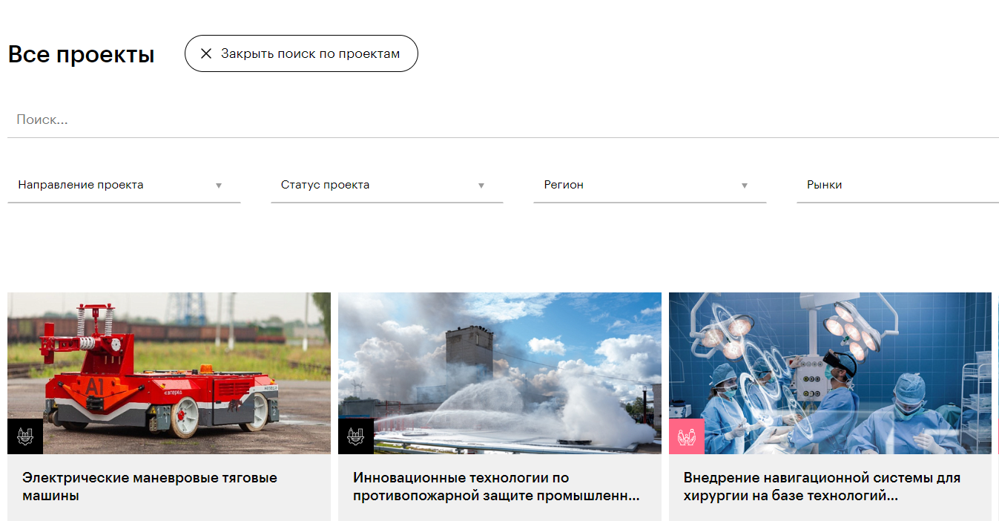 Все проекты
Закрыть поиск по проектам
Поиск...
Направление проекта
Статус проекта
Регион
Рынки
A1
Электрические маневровые тяговые
машины
Инновационные технологии по
противопожарной защите промышленн...
Внедрение навигационной системы для
хирургии на базе технологий...